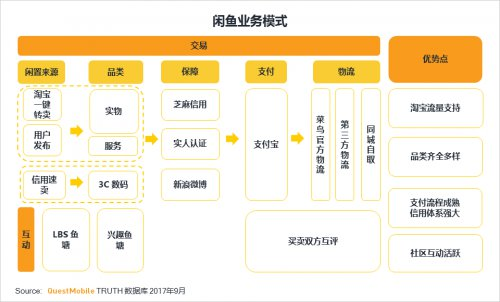 闲鱼业务模式
交易
优势点
闲置来源
品类
保障
支付
物流
淘宝
一键
转卖
用户
发布
实物
服务
信用速
卖
3C 数码
芝麻信用
实人认证
新浪微博
支付宝
菜鸟官方物流
第三方物流
同城自取
淘宝流量支持
品类齐全多样
支付流程成熟
信用体系强大
社区互动活跃
互动
LBS 鱼
塘
兴趣鱼
塘
买卖双方互评
Source: QuestMobile TRUTH 数据库 2017年9月